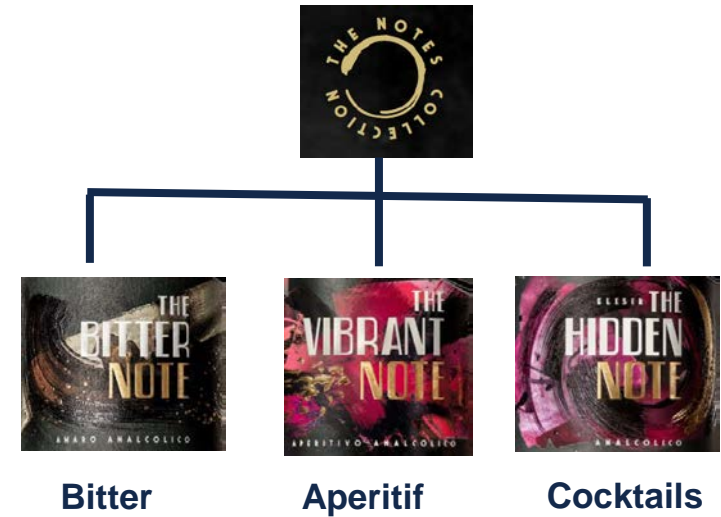 THE NOTES COLLECTION
THE
BITTER
NOTE
AMARO ANALCOLICO
THE
VIBRANT
NOTE
APERITIVO ANALCOLICO
ELISIR THE
HIDDEN
NOTE
ANALCOLICO
Bitter
Aperitif
Cocktails